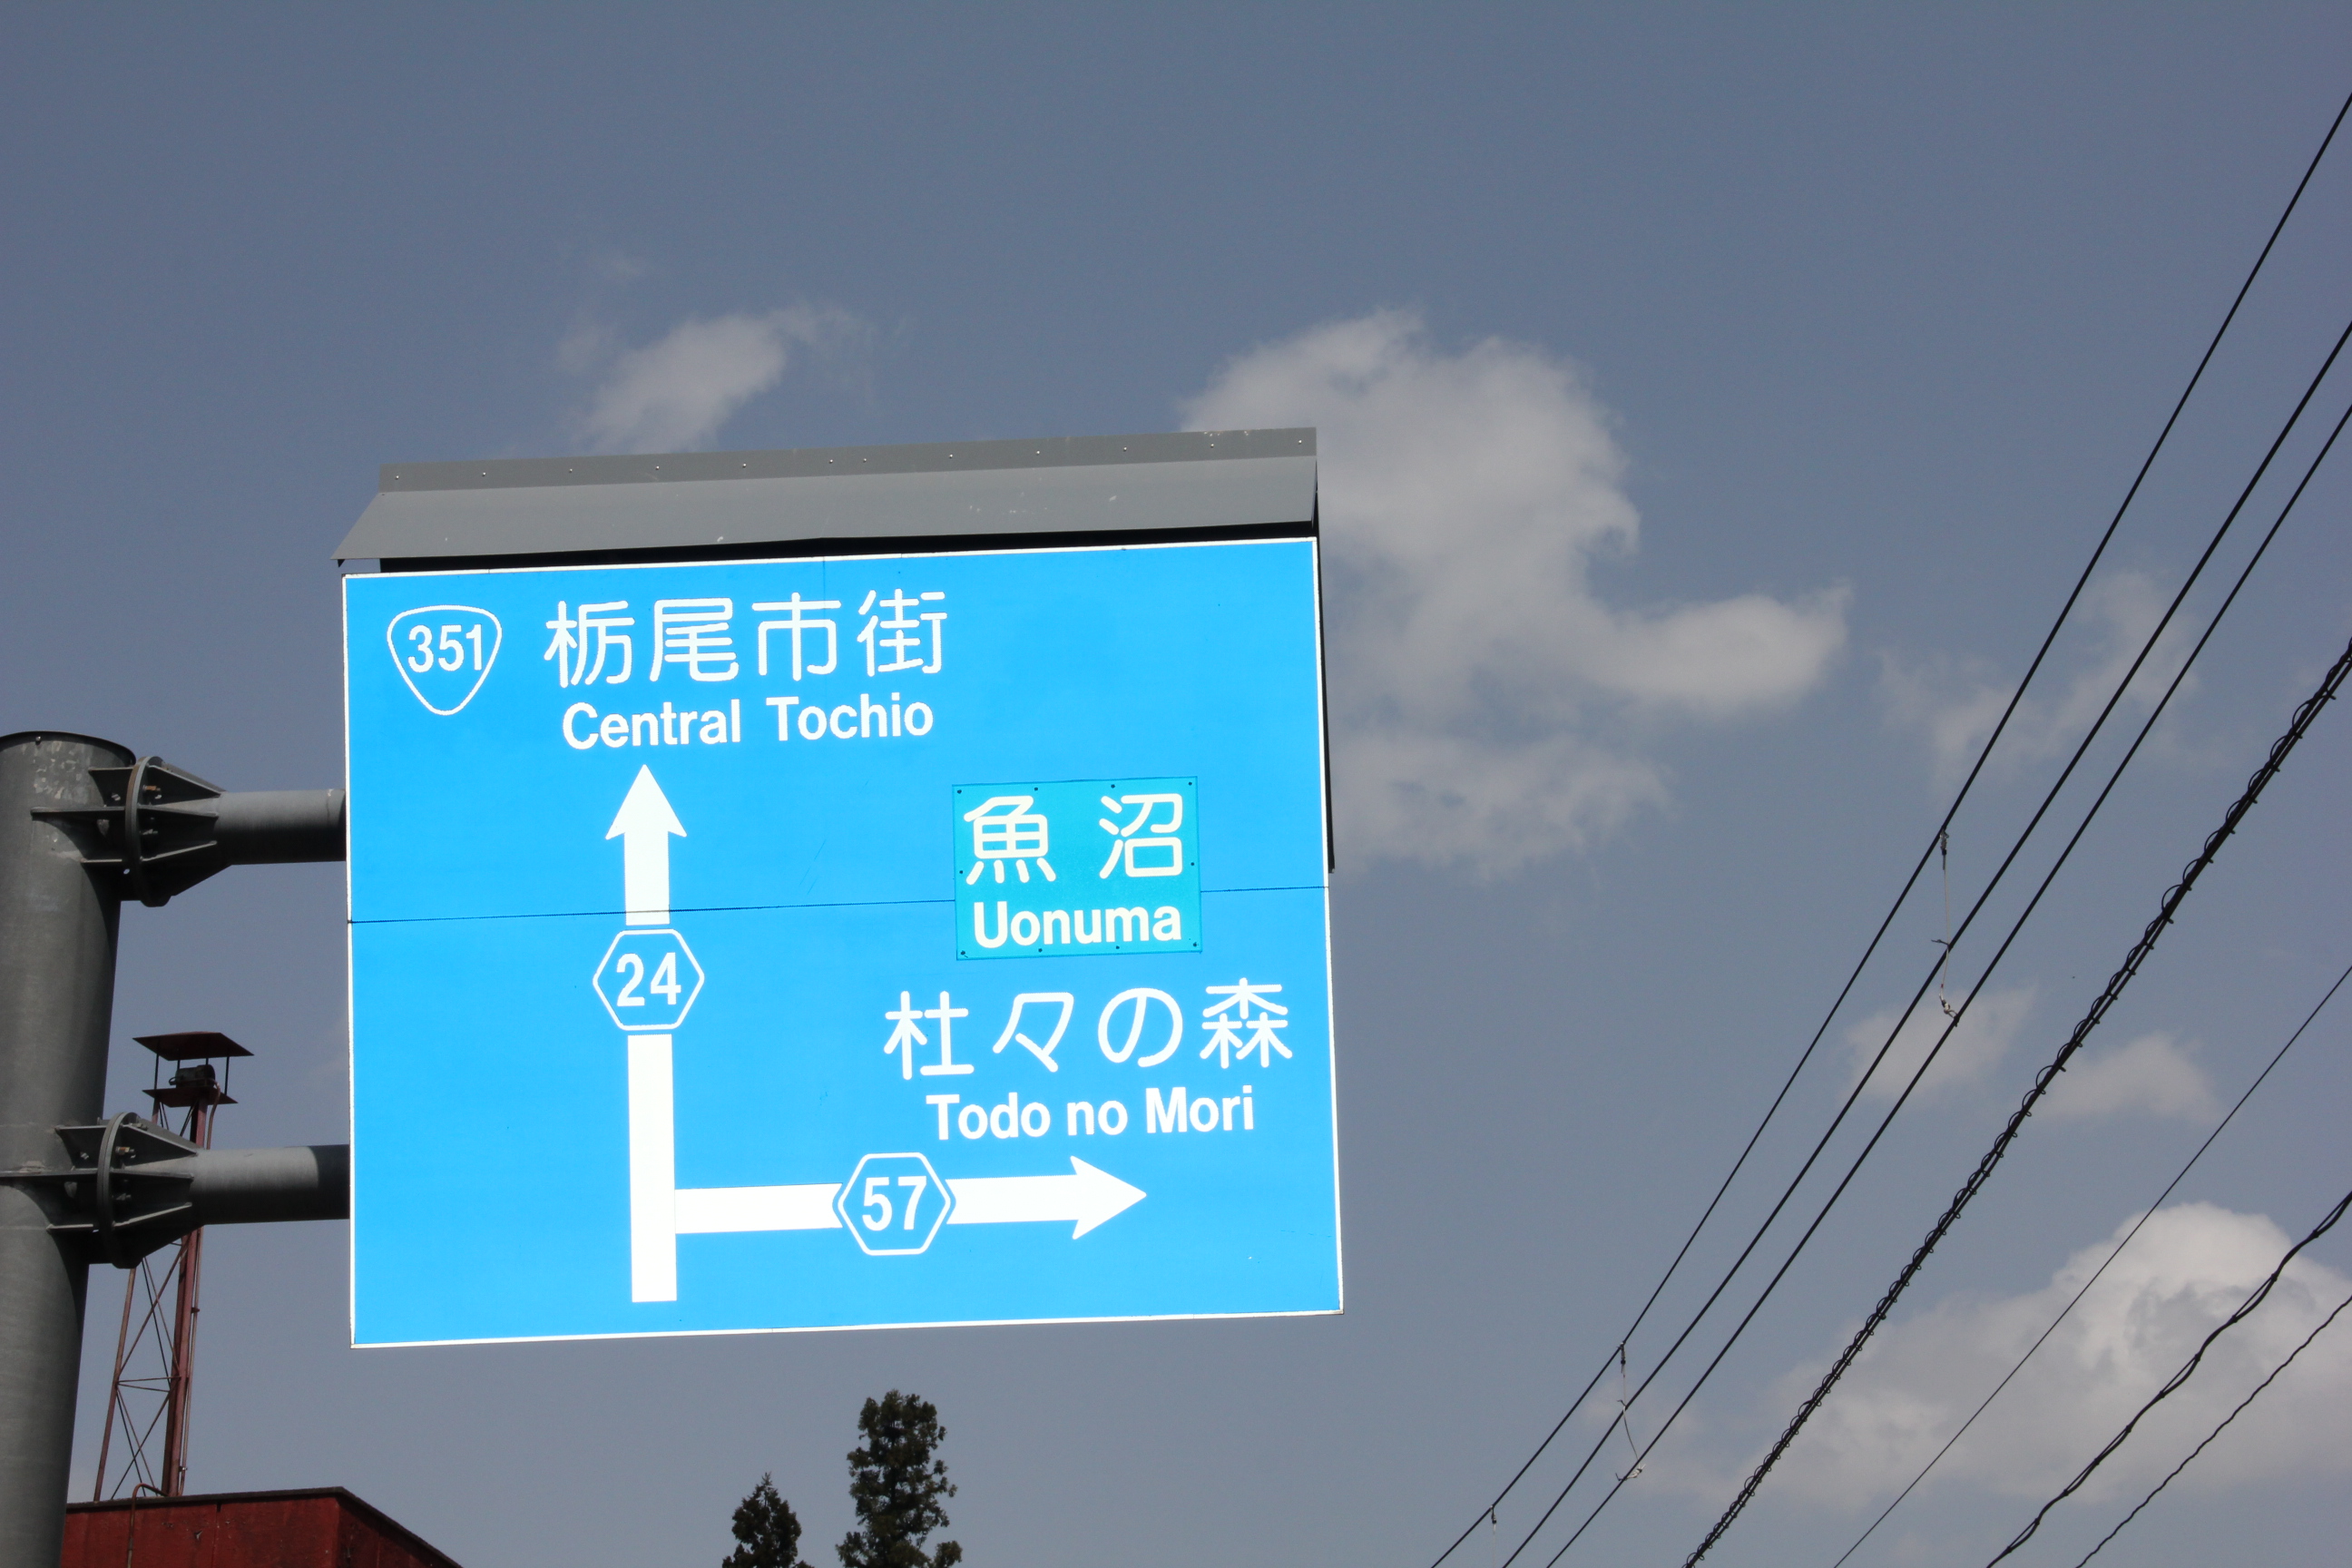 351 栃尾市街
Central Tochio
魚沼
Uonuma
24
杜々の森
Todo no Mori
57